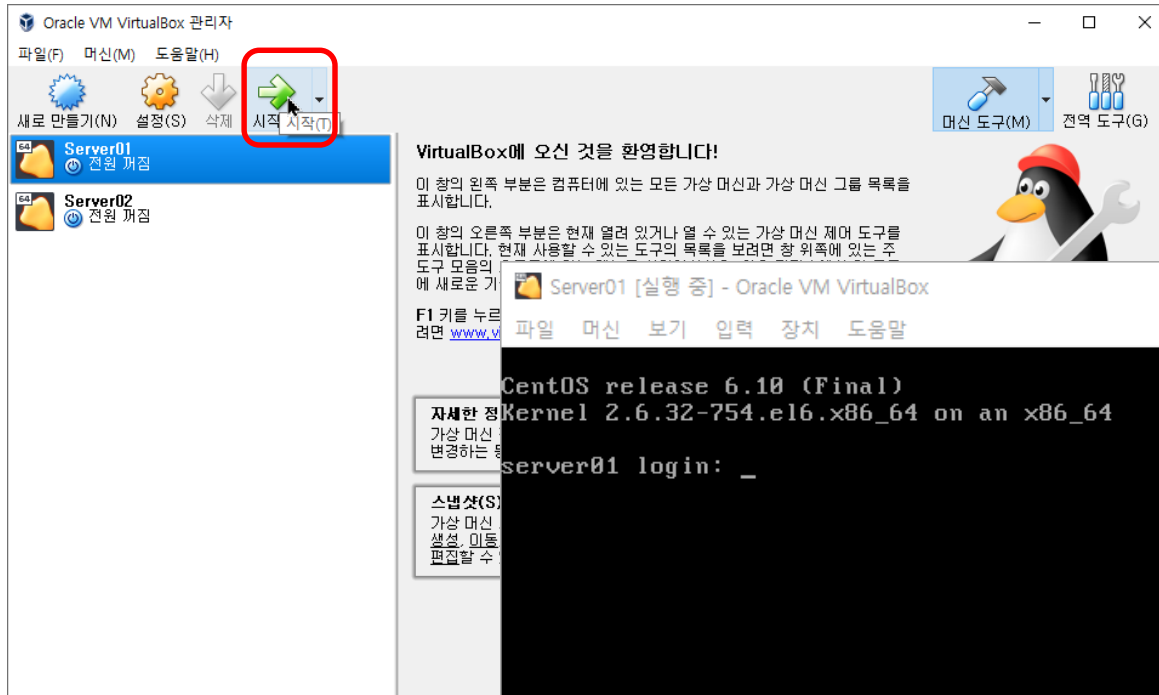 Oracle VM VirtualBox 관리자
파일(F) 머신(M) 도움말(H)
새로 만들기(N) 설정(S) 삭제 시작 시작(T) 머신 도구(M) 전역 도구(G)
64 Server01
전원 꺼짐
64 Server02
전원 꺼짐
VirtualBox에 오신 것을 환영합니다!
이 창의 왼쪽 부분은 컴퓨터에 있는 모든 가상 머신과 가상 머신 그룹 목록을
표시합니다.
이 창의 오른쪽 부분은 현재 열려 있거나 열 수 있는 가상 머신 제어 도구를
표시합니다. 현재 사용할 수 있는 도구의 목록을 보려면 창 위쪽에 있는 주
도구 모음의
에 새로운
F1 키를 누르
려면 www.vi
자세한 정
가상 머신
변경하는
스냅샷(S)
가상 머신
생성, 이동
편집할 수
Server01 [실행 중] - Oracle VM VirtualBox
파일 머신 보기 입력 장치 도움말
CentOS release 6.10 (Final)
Kernel 2.6.32-754.el6.x86_64 on an x86_64
server01 login: _